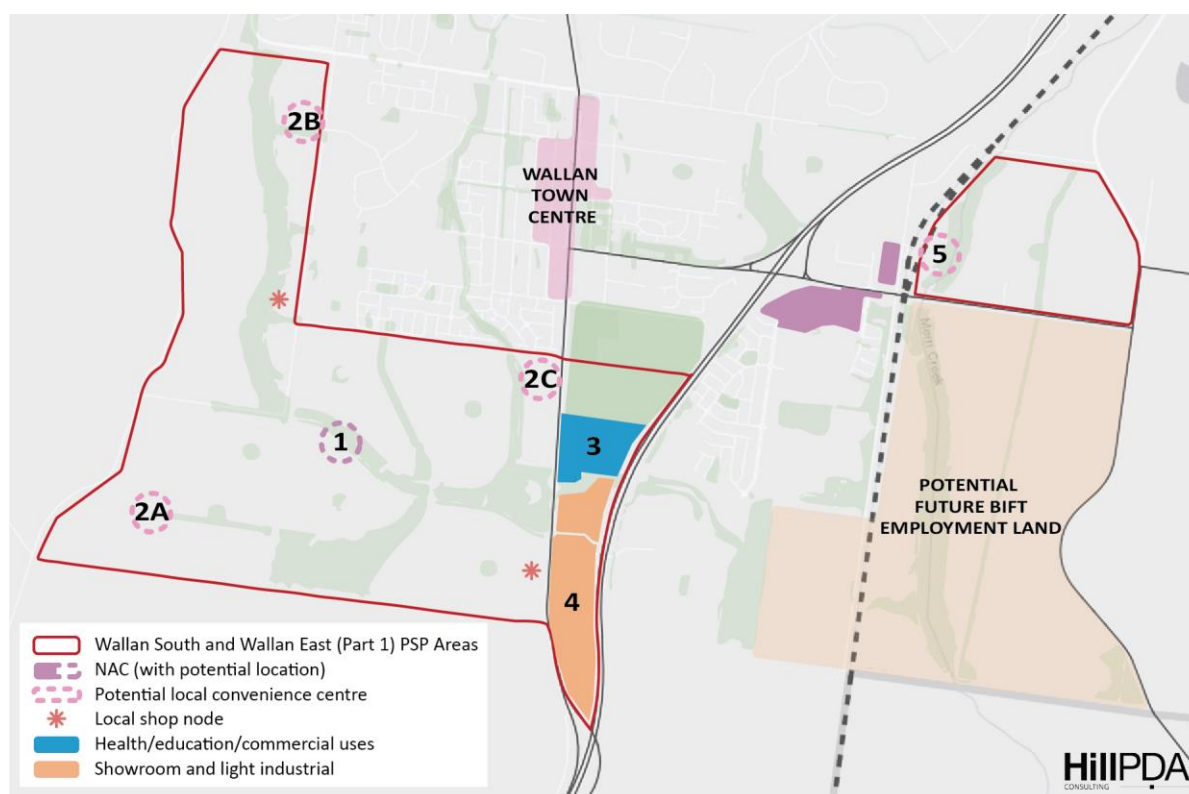 2B
WALLAN
TOWN
CENTRE
5
Merri Creek
2C
1
3
2A
POTENTIAL
FUTURE BIFT
EMPLOYMENT LAND
4
Wallan South and Wallan East (Part 1) PSP Areas
NAC (with potential location)
Potential local convenience centre
Local shop node
Health/education/commercial uses
Showroom and light industrial
HillPDA
CONSULTING